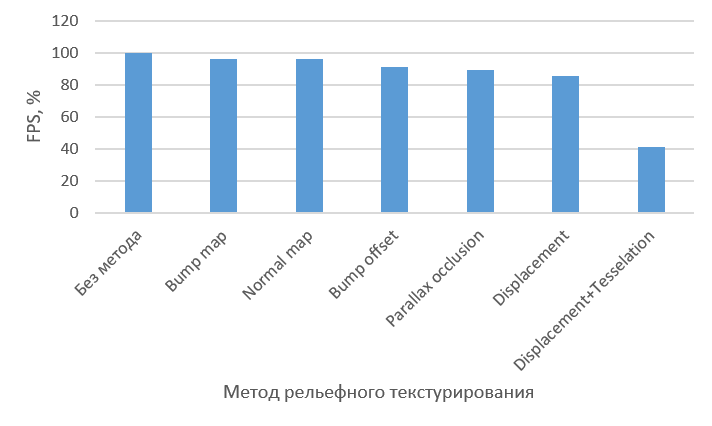 120
100
80
60
40
20
0
FPS, %
Без метода
Bump map
Normal map
Bump offset
Parallax occlusion
Displacement
Displacement+Tesselation
Метод рельефного текстурирования